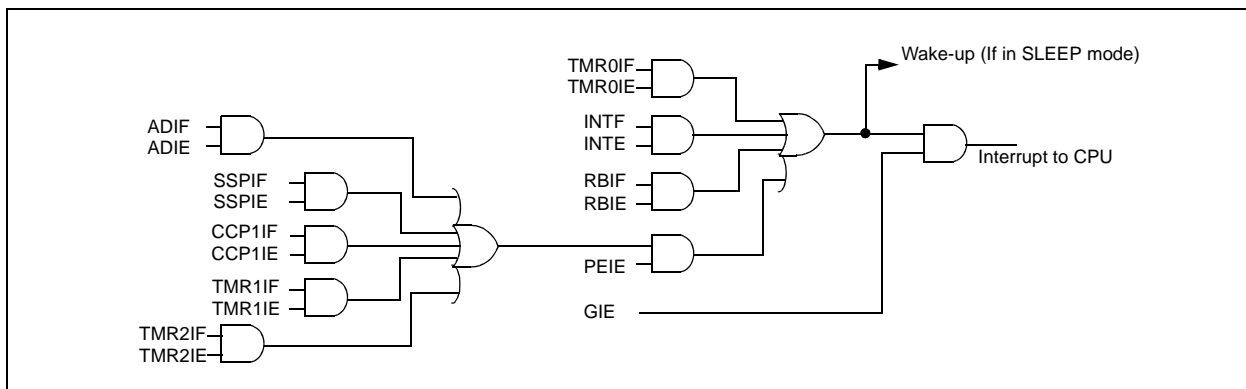 Wake-up (If in SLEEP mode)
TMR0IF
TMR0IE
ADIF
ADIE
INTF
INTE
Interrupt to CPU
SSPIF
SSPIE
RBIF
RBIE
CCP1IF
CCP1IE
PEIE
TMR1IF
TMR1IE
GIE
TMR2IF
TMR2IE